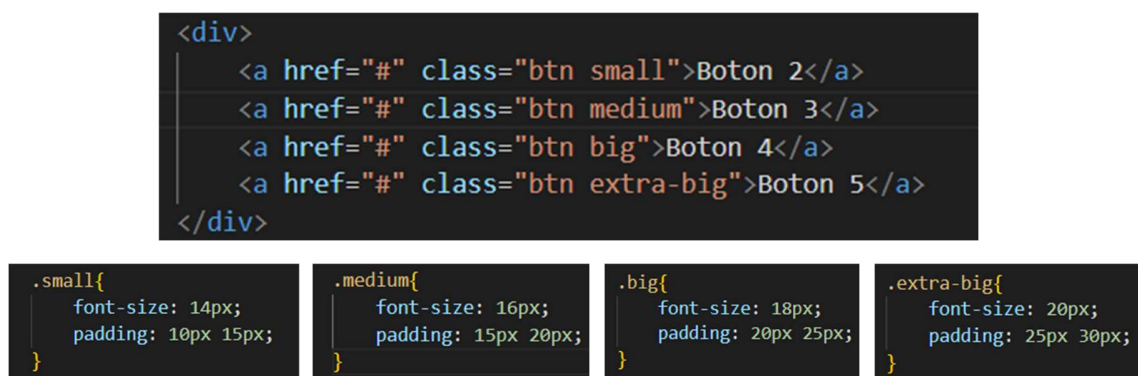 <div>
<a href="#" class="btn small">Boton 2</a>
<a href="#" class="btn medium">Boton 3</a>
<a href="#" class="btn big">Boton 4</a>
<a href="#" class="btn extra-big">Boton 5</a>
</div>
.small{
font-size: 14px;
padding: 10px 15px;
}
.medium{
font-size: 16px;
padding: 15px 20px;
}
.big{
font-size: 18px;
padding: 20px 25px;
}
.extra-big{
font-size: 20px;
padding: 25px 30px;
}